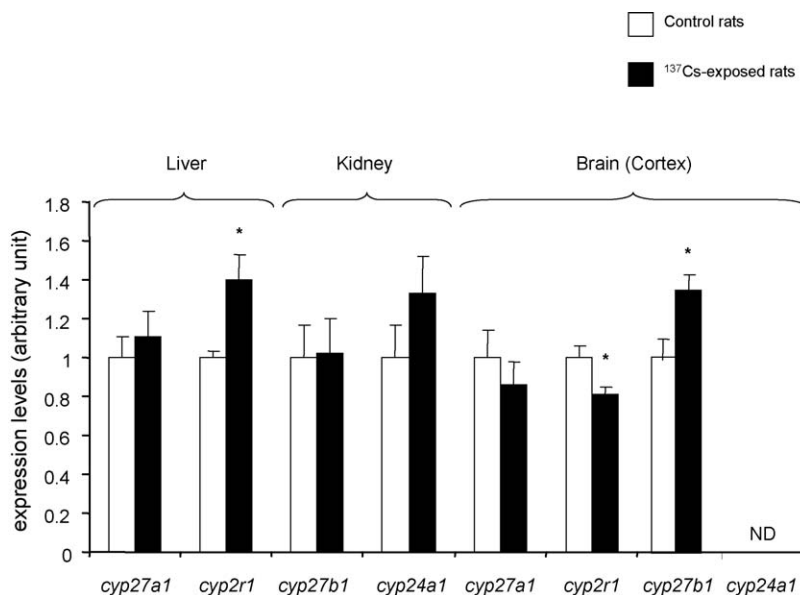 Control rats
¹³⁷Cs-exposed rats
Liver Kidney Brain (Cortex)
expression levels (arbitrary unit)
1.8
1.6
1.4
1.2
1
0.8
0.6
0.4
0.2
0
*
*
*
ND
cyp27a1 cyp2r1 cyp27b1 cyp24a1 cyp27a1 cyp2r1 cyp27b1 cyp24a1